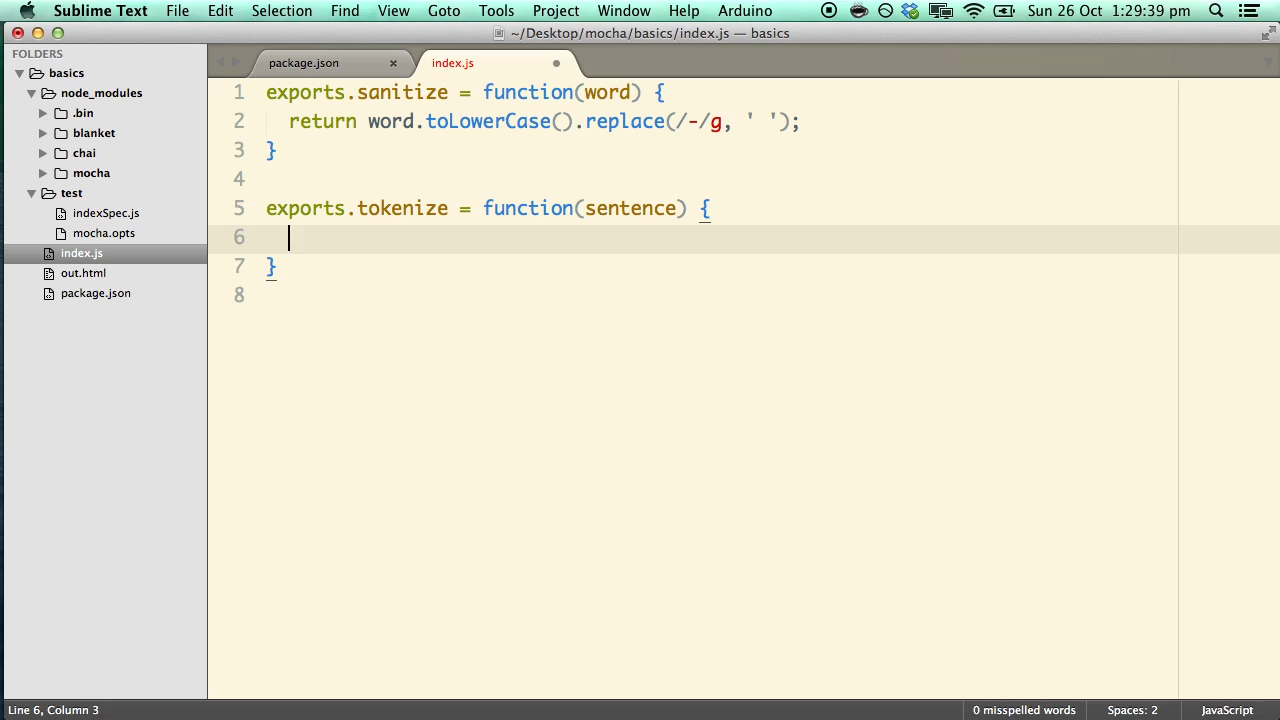 Sublime Text File Edit Selection Find View Goto Tools Project Window Help Arduino Sun 26 Oct 1:29:39 pm
~/Desktop/mocha/basics/index.js — basics
FOLDERS
basics
node_modules
.bin
blanket
chai
mocha
test
indexSpec.js
mocha.opts
index.js
out.html
package.json
package.json × index.js
1 exports.sanitize = function(word) {
2 return word.toLowerCase().replace(/-/g, ' ');
3 }
4
5 exports.tokenize = function(sentence) {
6
7 }
8
Line 6, Column 3 0 misspelled words Spaces: 2 JavaScript